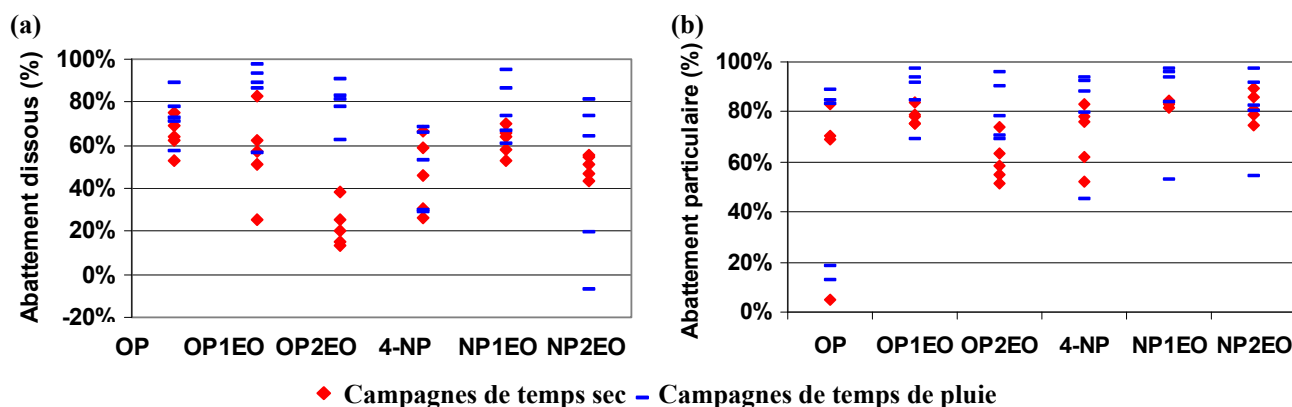 (a)
Abattement dissous (%)
100%
80%
60%
40%
20%
0%
-20%
OP OP1EO OP2EO 4-NP NP1EO NP2EO
(b)
Abattement particulaire (%)
100%
80%
60%
40%
20%
0%
OP OP1EO OP2EO 4-NP NP1EO NP2EO
Campagnes de temps sec Campagnes de temps de pluie